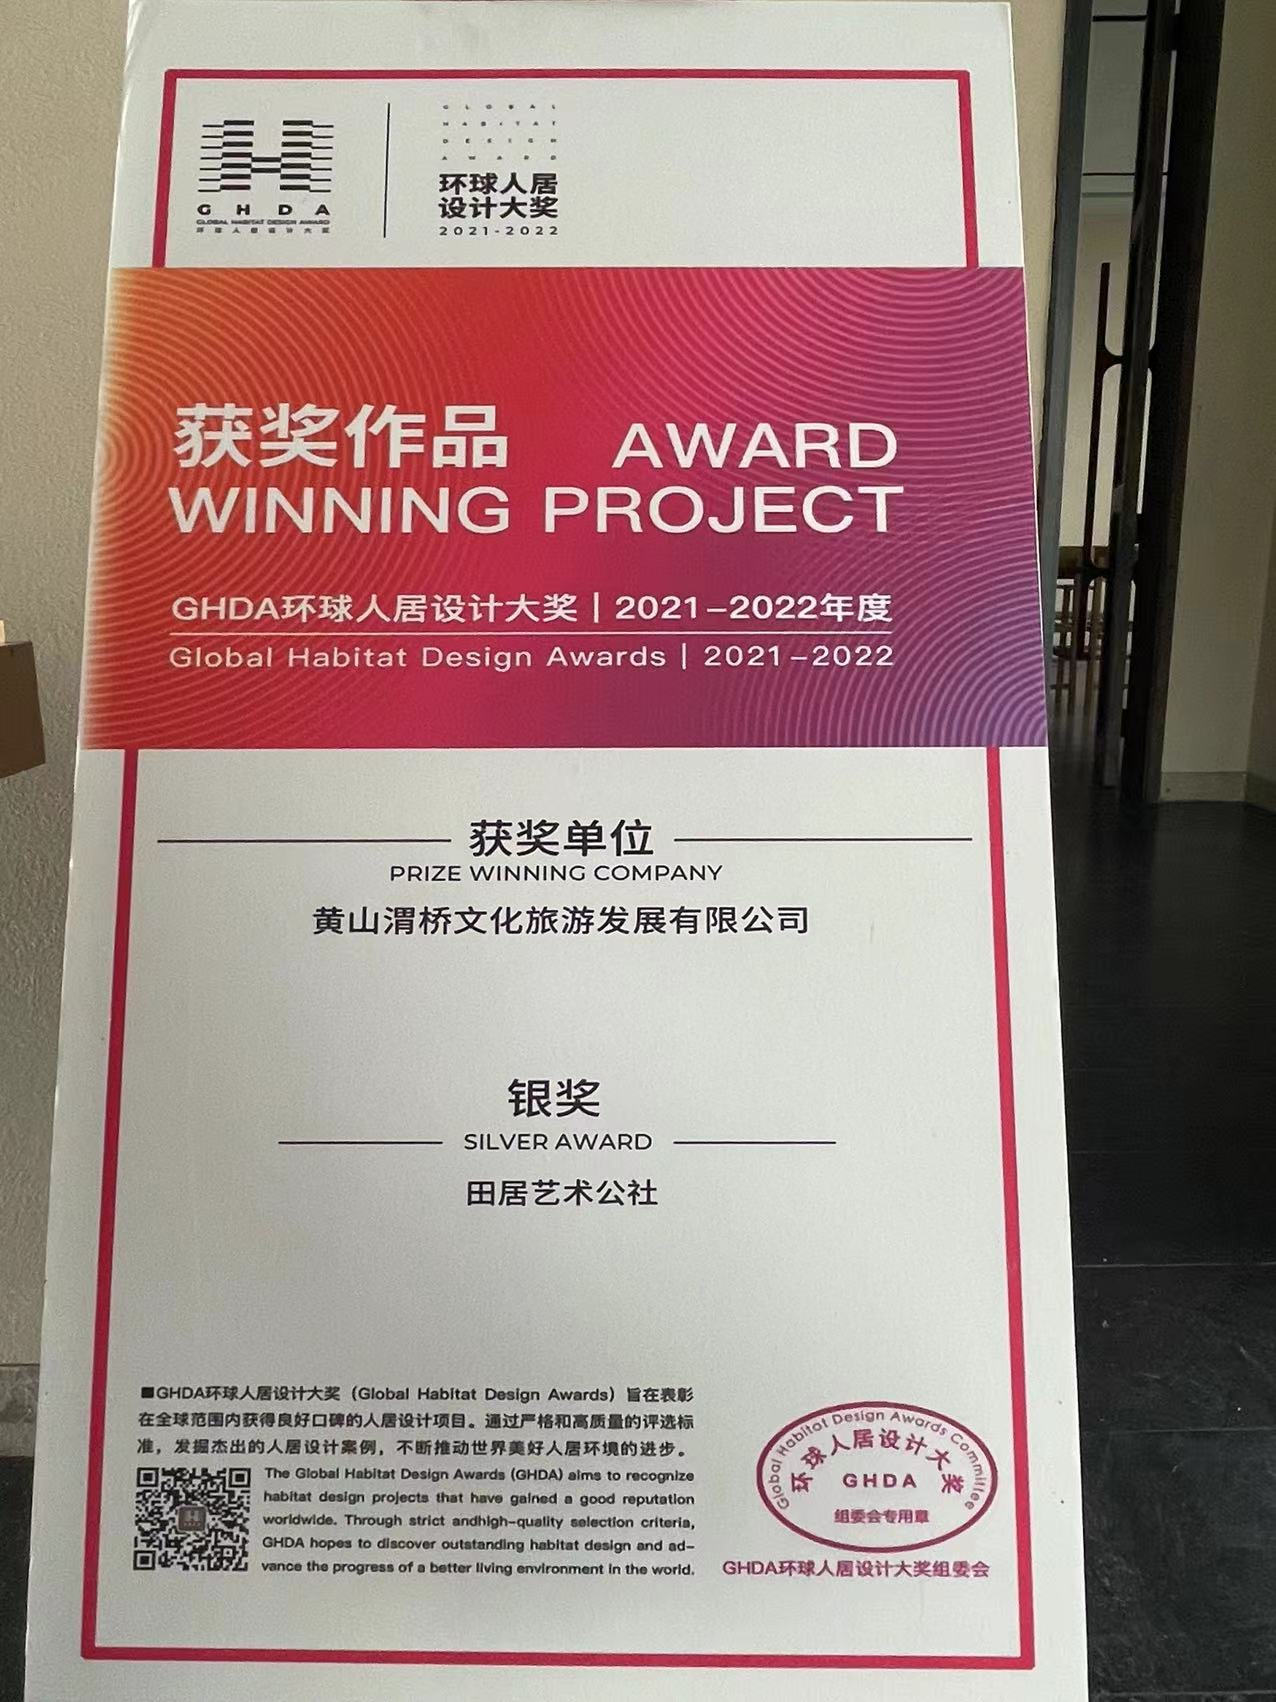 GHDA
GLOBAL HABITAT DESIGN AWARD
环球人居设计大奖
GLOBAL
HABITAT
DESIGN
AWARD
环球人居
设计大奖
2021-2022
获奖作品 AWARD
WINNING PROJECT
GHDA环球人居设计大奖 | 2021-2022年度
Global Habitat Design Awards | 2021-2022
获奖单位
PRIZE WINNING COMPANY
黄山渭桥文化旅游发展有限公司
银奖
SILVER AWARD
田居艺术公社
■GHDA环球人居设计大奖（Global Habitat Design Awards）旨在表彰
在全球范围内获得良好口碑的人居设计项目。通过严格和高质量的评选标
准，发掘杰出的人居设计案例，不断推动世界美好人居环境的进步。
The Global Habitat Design Awards (GHDA) aims to recognize
habitat design projects that have gained a good reputation
worldwide. Through strict andhigh-quality selection criteria,
GHDA hopes to discover outstanding habitat design and ad-
vance the progress of a better living environment in the world.
Global Habitat Design Awards Committee
环球人居设计大奖
GHDA
组委会专用章
GHDA环球人居设计大奖组委会